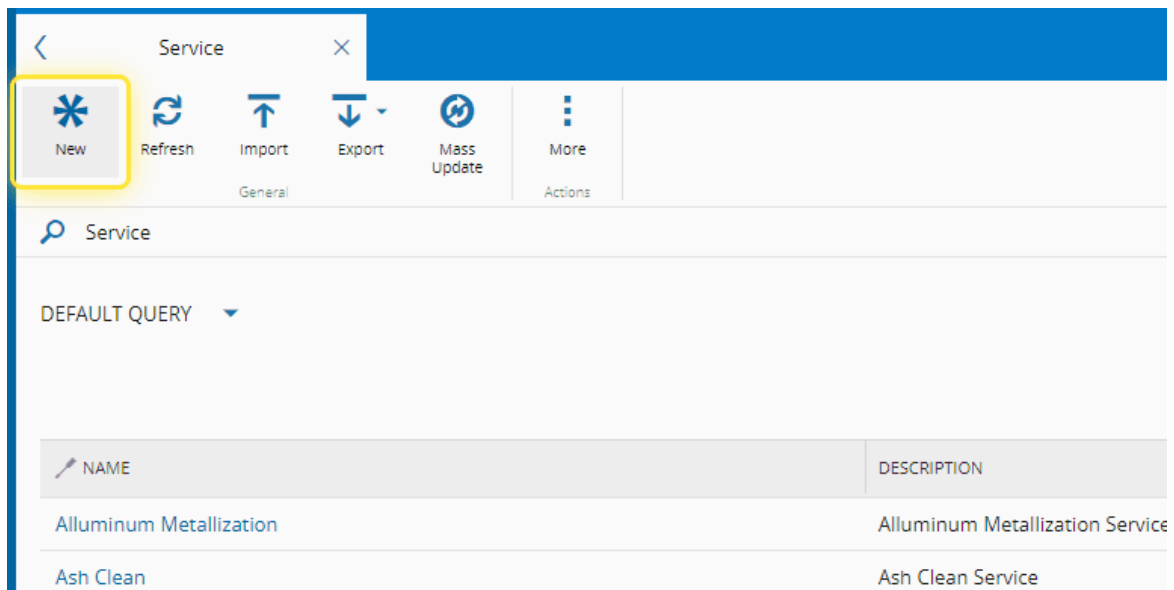 Service
New
Refresh
Import
Export
Mass
Update
More
General
Actions
Service
DEFAULT QUERY
NAME
DESCRIPTION
Alluminum Metallization
Alluminum Metallization Service
Ash Clean
Ash Clean Service